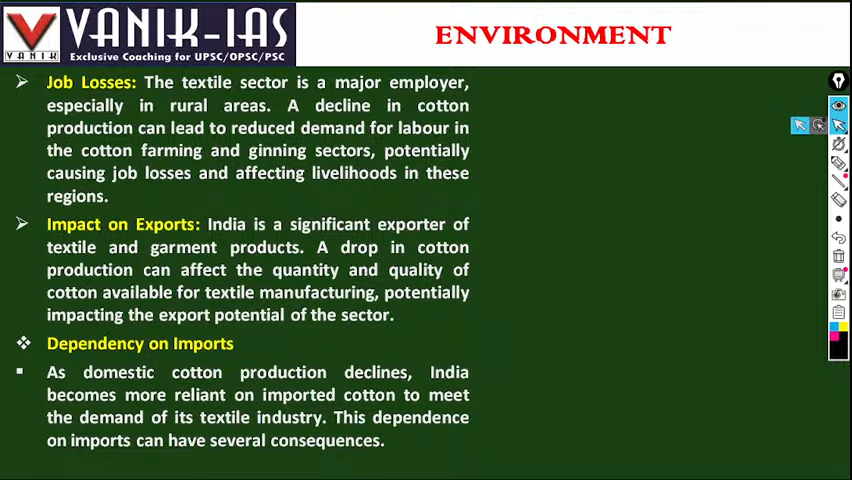 VANIK-IAS
VANIK
Exclusive Coaching for UPSC/OPSC/PSC
ENVIRONMENT
Job Losses: The textile sector is a major employer,
especially in rural areas. A decline in cotton
production can lead to reduced demand for labour in
the cotton farming and ginning sectors, potentially
causing job losses and affecting livelihoods in these
regions.
Impact on Exports: India is a significant exporter of
textile and garment products. A drop in cotton
production can affect the quantity and quality of
cotton available for textile manufacturing, potentially
impacting the export potential of the sector.
Dependency on Imports
As domestic cotton production declines, India
becomes more reliant on imported cotton to meet
the demand of its textile industry. This dependence
on imports can have several consequences.